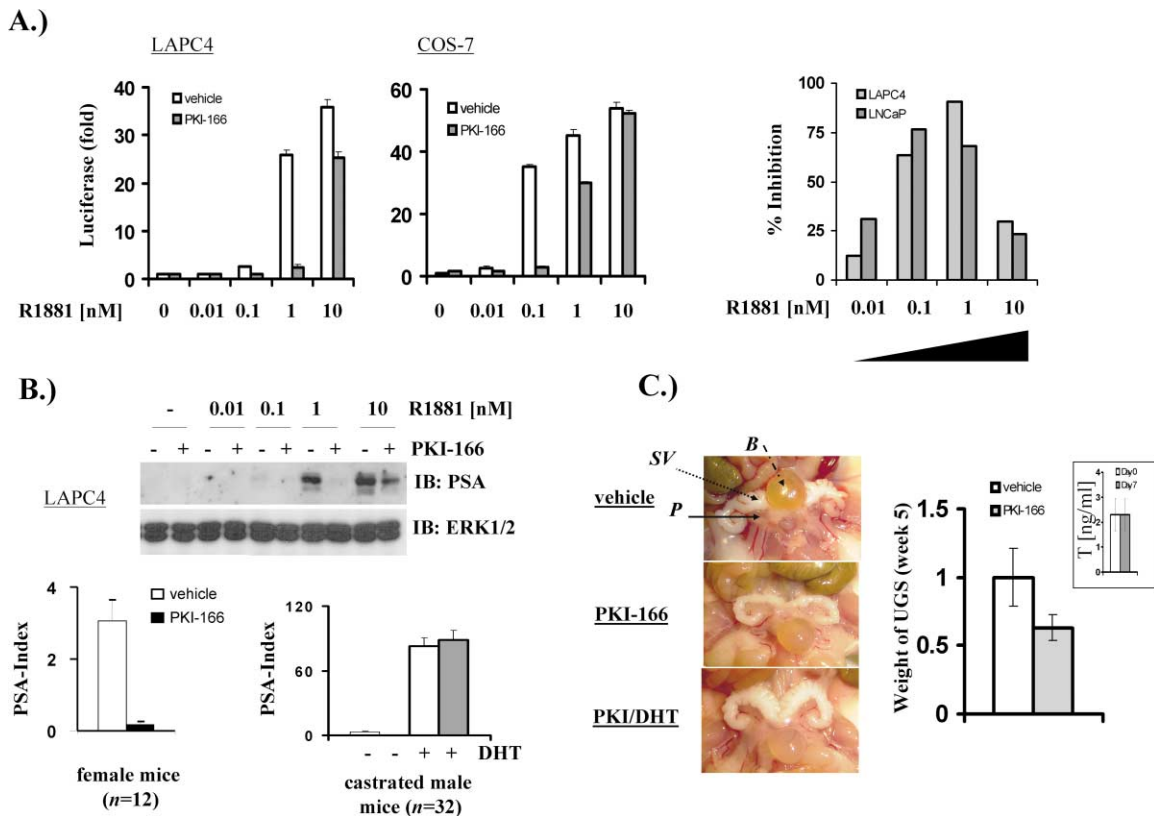 A.)
LAPC4
COS-7
vehicle
PKI-166
vehicle
PKI-166
LAPC4
LNCaP
Luciferase (fold)
40
30
20
10
0
60
40
20
0
% Inhibition
100
75
50
25
0
R1881 [nM] 0 0.01 0.1 1 10
0 0.01 0.1 1 10
R1881 [nM] 0.01 0.1 1 10
B.)
- 0.01 0.1 1 10 R1881 [nM]
- + - + - + - + - + PKI-166
IB: PSA
LAPC4
IB: ERK1/2
vehicle
PKI-166
PSA-Index
4
2
0
female mice
(n=12)
PSA-Index
120
60
0
- - + + DHT
castrated male
mice (n=32)
C.)
B
SV
vehicle
P
PKI-166
PKI/DHT
vehicle
PKI-166
Weight of UGS (week 5)
1.5
1
0.5
0
Day0
Day7
T [ng/ml]
4
3
2
1
0